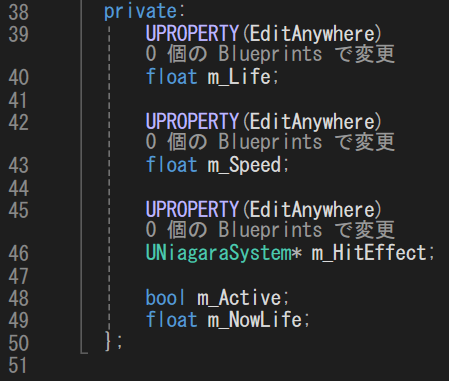 38 private:
39 UPROPERTY(EditAnywhere)
0 個の Blueprints で変更
40 float m_Life;
41
42 UPROPERTY(EditAnywhere)
0 個の Blueprints で変更
43 float m_Speed;
44
45 UPROPERTY(EditAnywhere)
0 個の Blueprints で変更
46 UNiagaraSystem* m_HitEffect;
47
48 bool m_Active;
49 float m_NowLife;
50 };
51